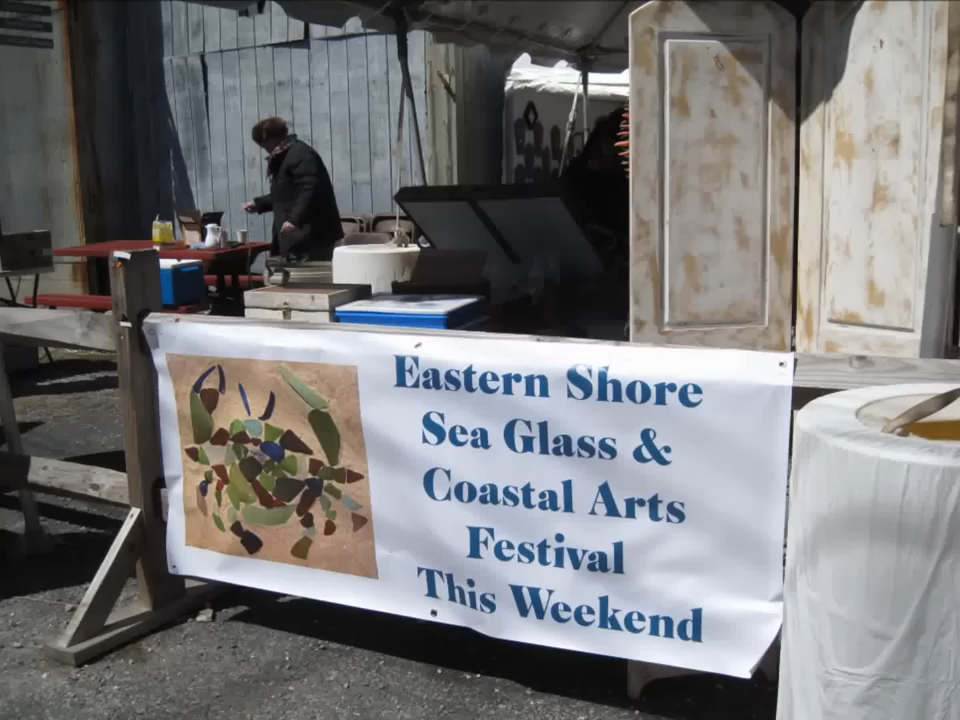 Eastern Shore
Sea Glass &
Coastal Arts
Festival
This Weekend